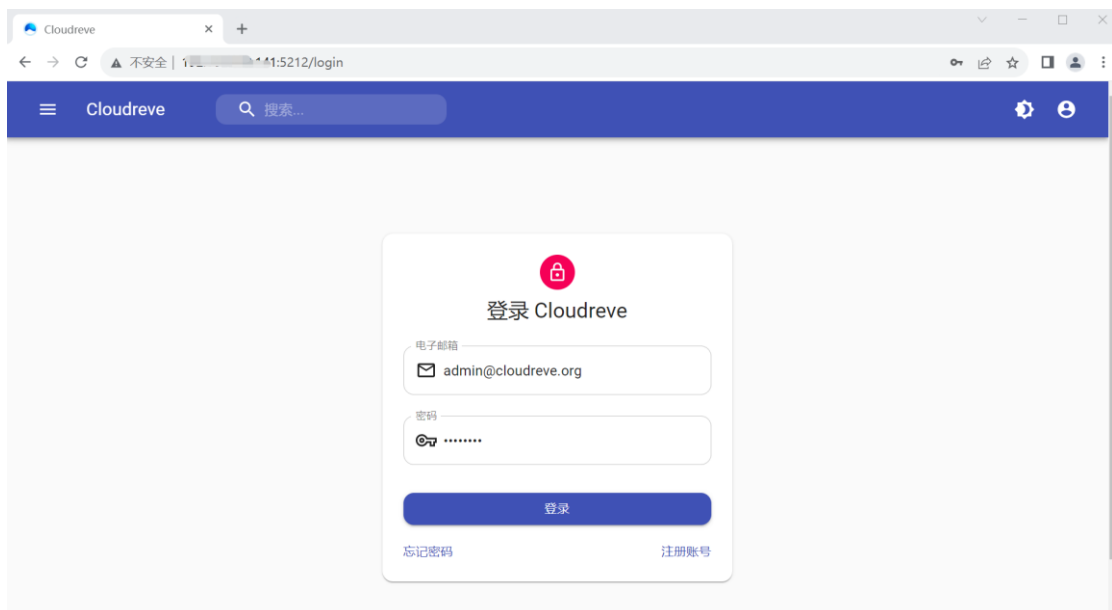 Cloudreve
不安全 141:5212/login
Cloudreve
搜索...
登录 Cloudreve
电子邮箱
admin@cloudreve.org
密码
登录
忘记密码 注册账号